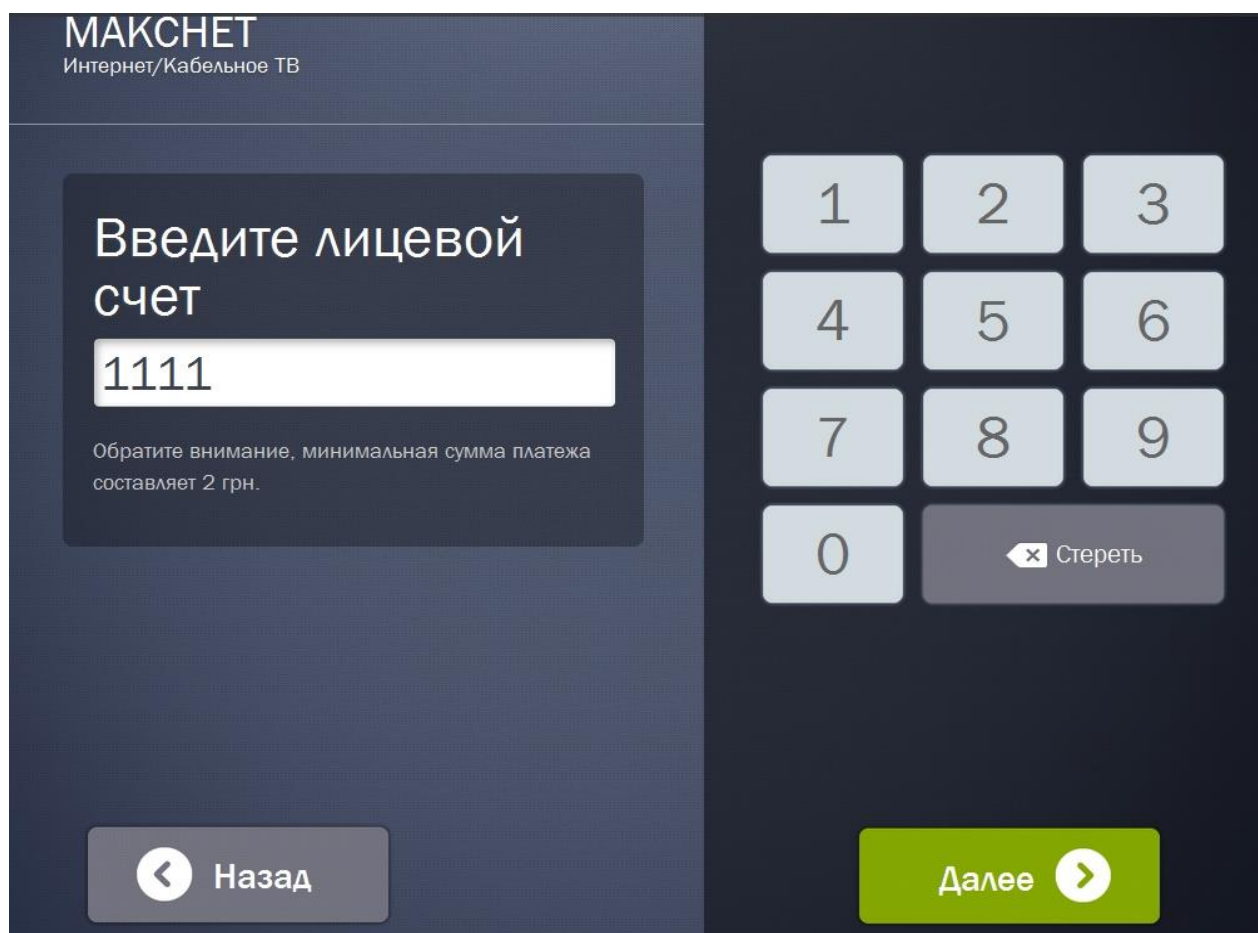 МАКСНЕТ
Интернет/Кабельное ТВ
Введите лицевой
счет
1111
Обратите внимание, минимальная сумма платежа
составляет 2 грн.
1 2 3
4 5 6
7 8 9
0 Стереть
Назад
Далее